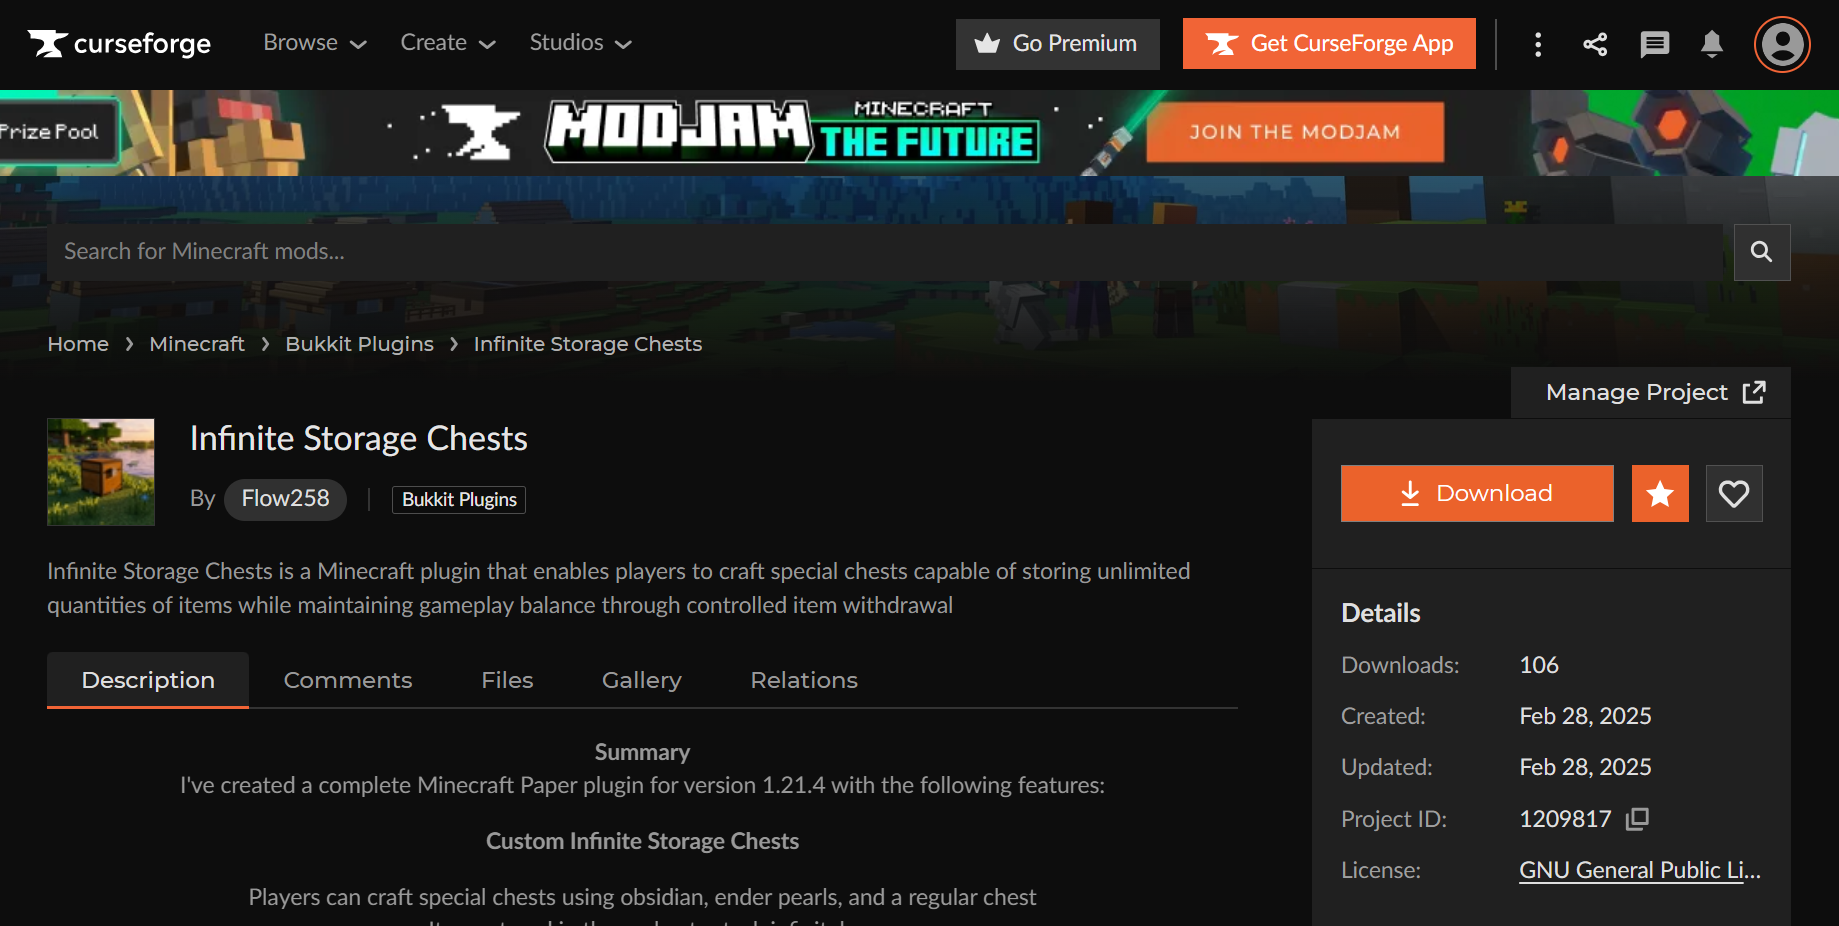 curseforge
Browse
Create
Studios
Go Premium
Get CurseForge App
Prize Pool
MODJAM
MINECRAFT
THE FUTURE
JOIN THE MODJAM
Search for Minecraft mods...
Home > Minecraft > Bukkit Plugins > Infinite Storage Chests
Manage Project
Infinite Storage Chests
By Flow258 | Bukkit Plugins
Download
Infinite Storage Chests is a Minecraft plugin that enables players to craft special chests capable of storing unlimited
quantities of items while maintaining gameplay balance through controlled item withdrawal
Description
Comments
Files
Gallery
Relations
Summary
I've created a complete Minecraft Paper plugin for version 1.21.4 with the following features:
Custom Infinite Storage Chests
Players can craft special chests using obsidian, ender pearls, and a regular chest
Details
Downloads: 106
Created: Feb 28, 2025
Updated: Feb 28, 2025
Project ID: 1209817
License: GNU General Public Li...